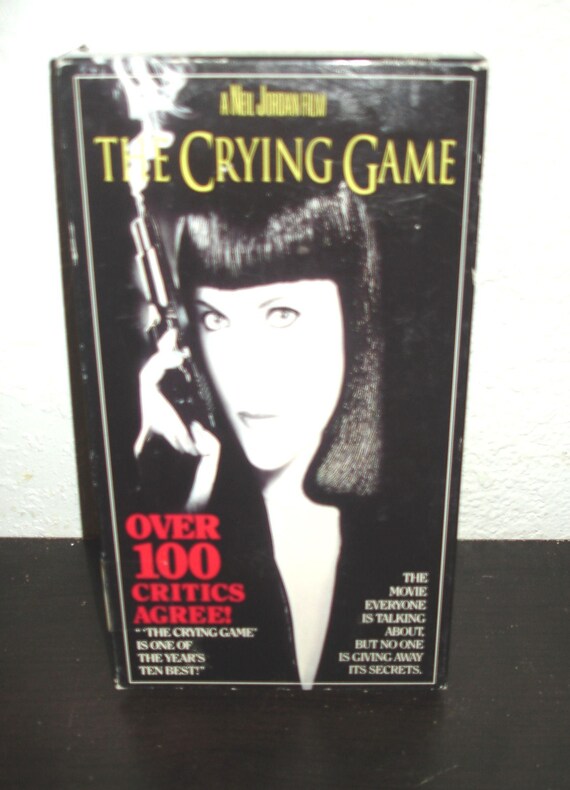 A NEIL JORDAN FILM
THE CRYING GAME
OVER
100
CRITICS
AGREE!
"'THE CRYING GAME'
IS ONE OF
THE YEAR'S
TEN BEST!"
THE
MOVIE
EVERYONE
IS TALKING
ABOUT,
BUT NO ONE
IS GIVING AWAY
ITS SECRETS.